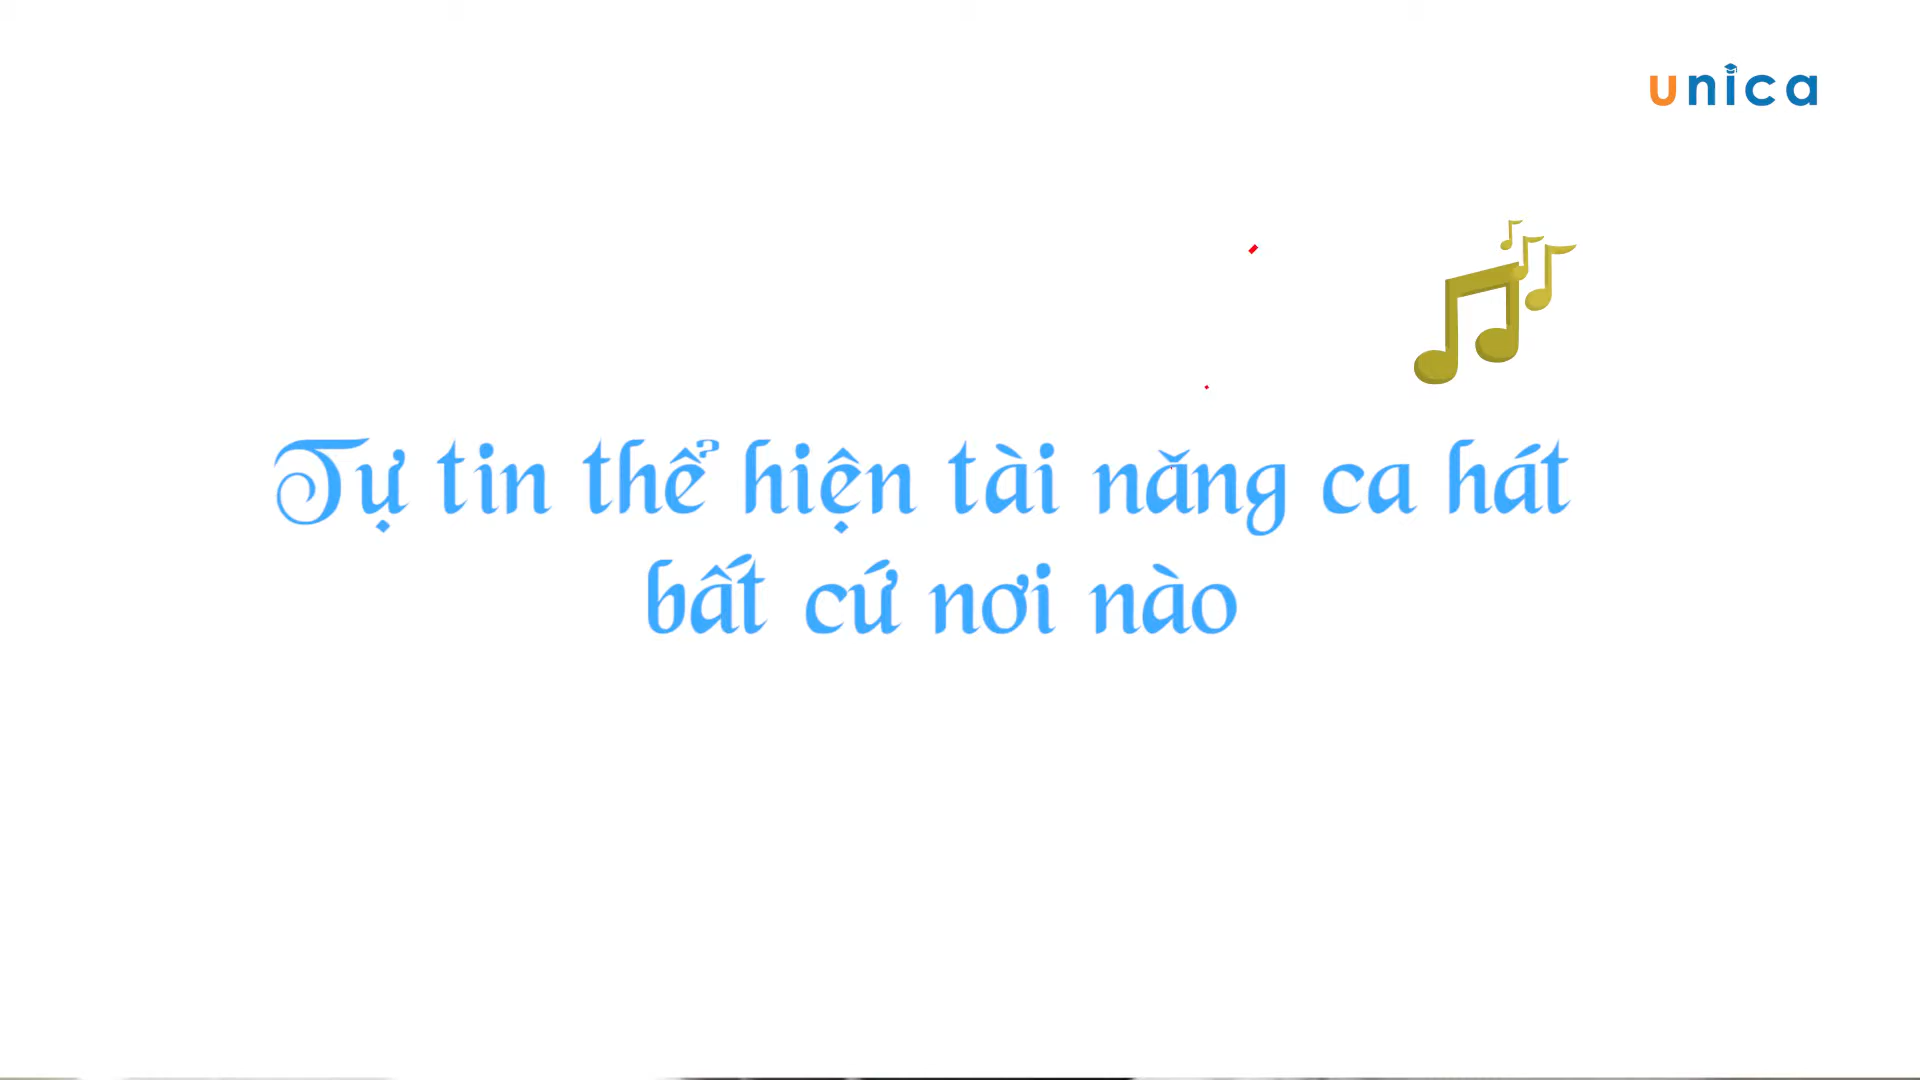 unica
Tự tin thể hiện tài năng ca hát
bất cứ nơi nào